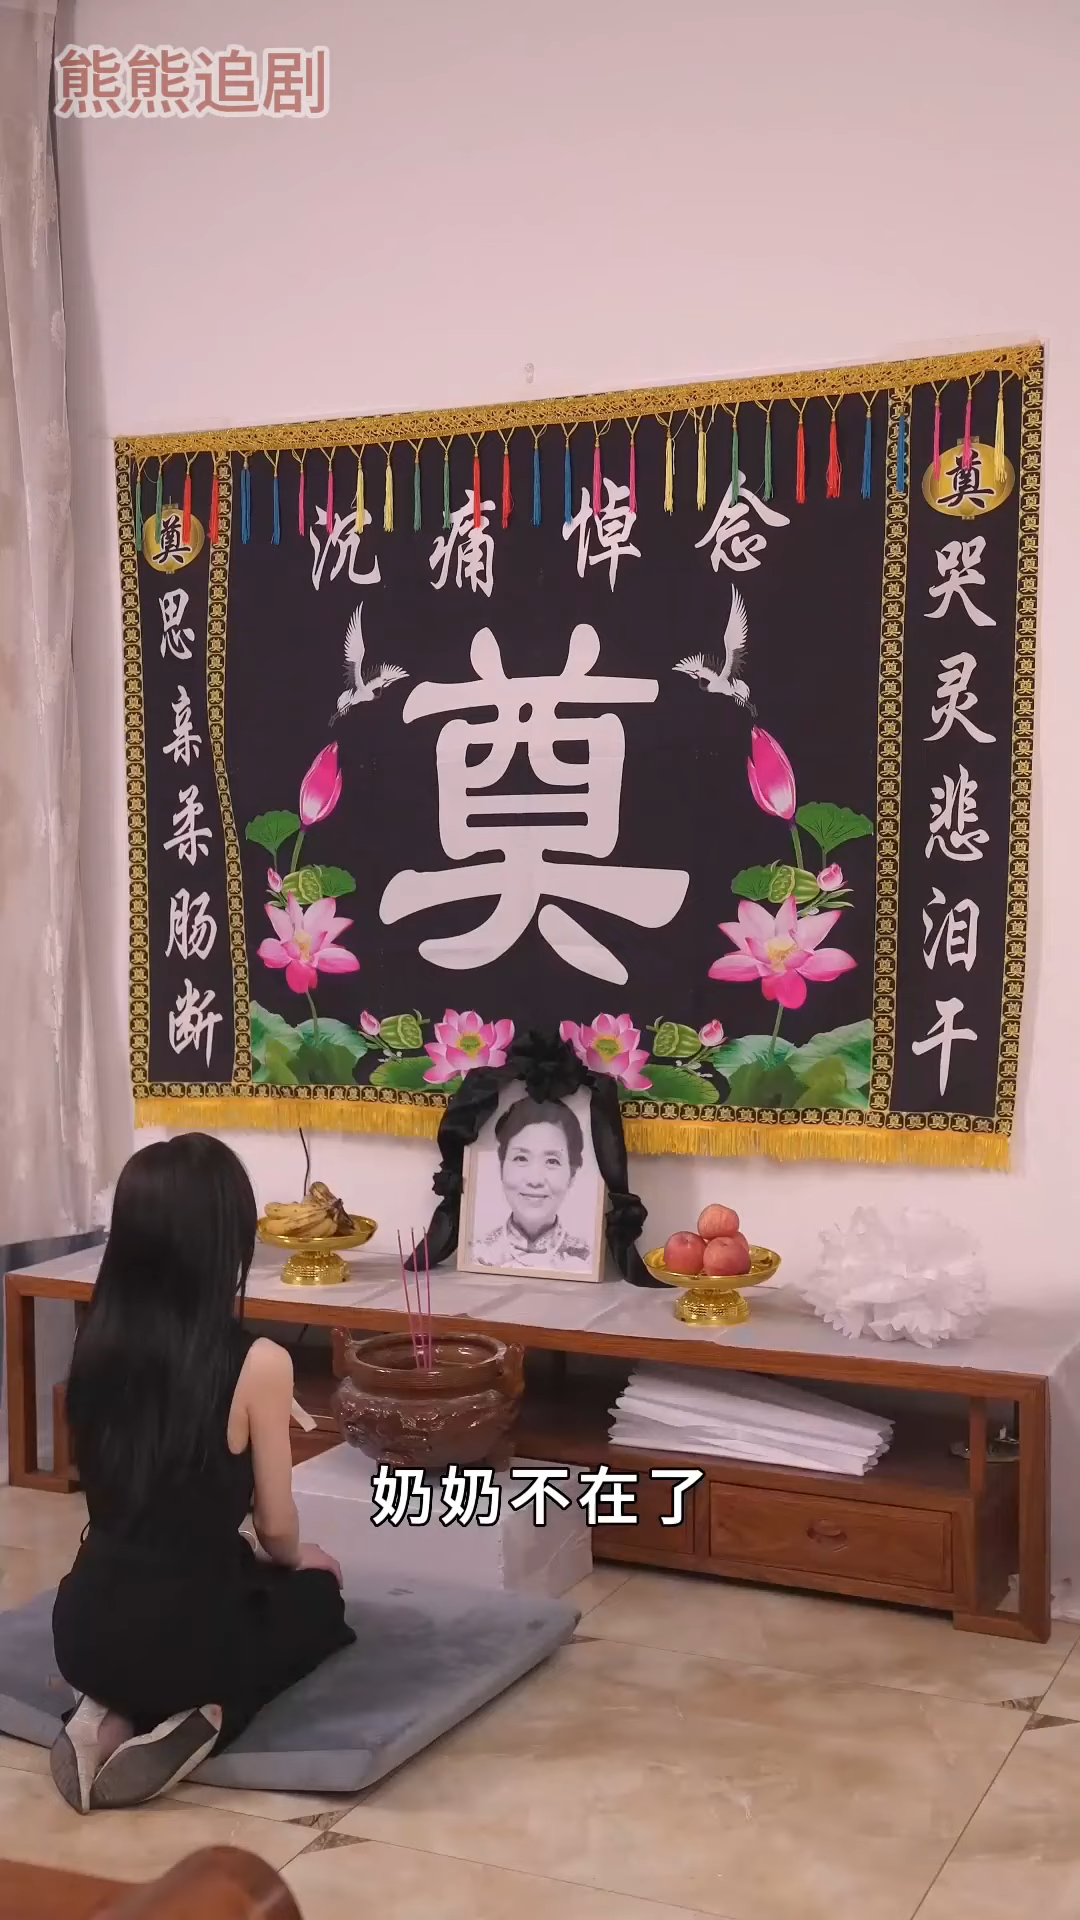 熊熊追剧
沉痛悼念
奠
奠
哭灵悲泪干
奠
思亲柔肠断
奶奶不在了